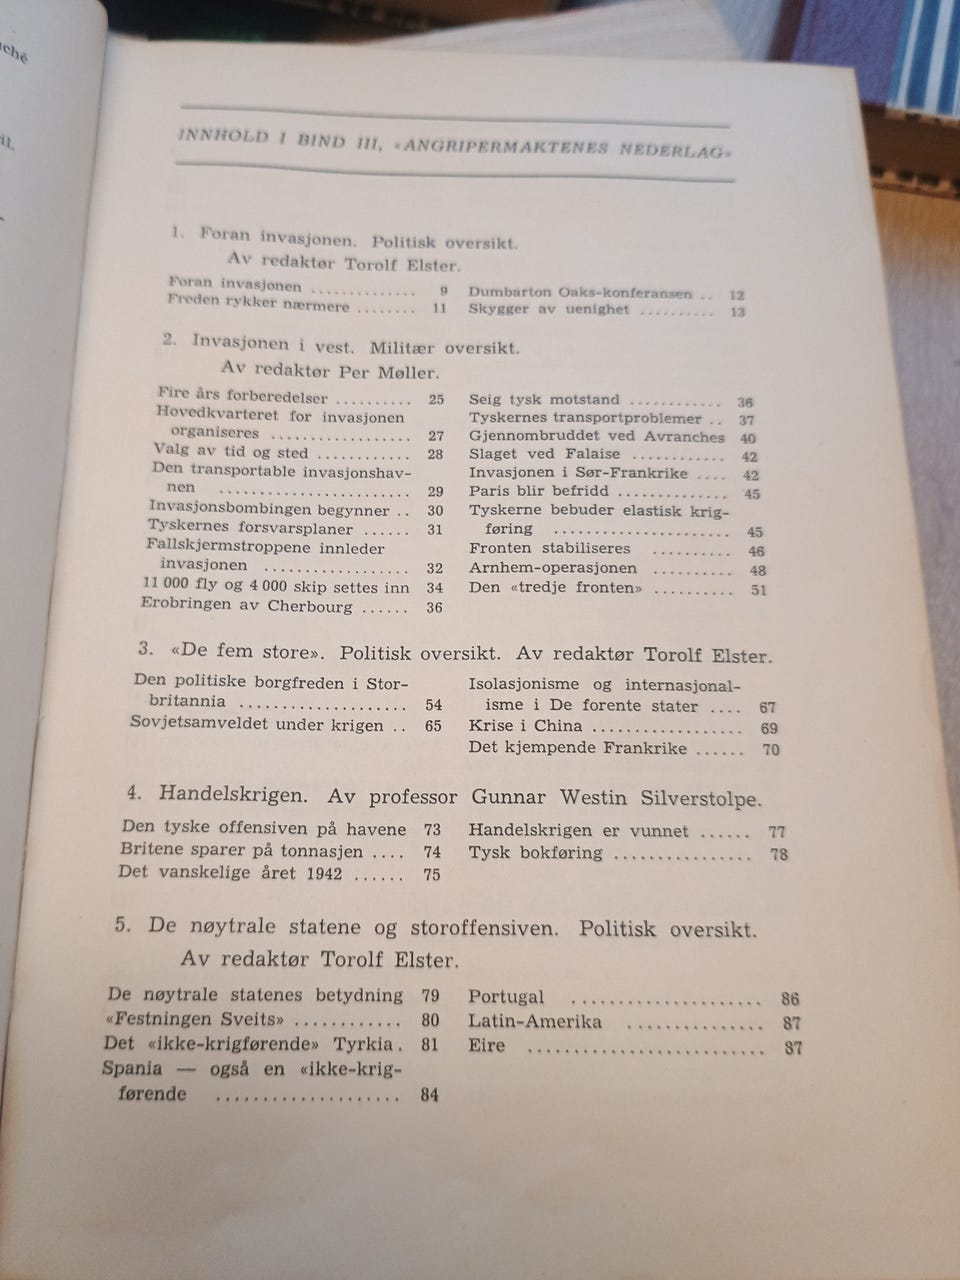 INNHOLD I BIND III, «ANGRIPERMAKTENES NEDERLAG»
1. Foran invasjonen. Politisk oversikt.
Av redaktør Torolf Elster.
Foran invasjonen .............. 9
Freden rykker nærmere ........ 11
Dumbarton Oaks-konferansen .. 12
Skygger av uenighet .......... 13
2. Invasjonen i vest. Militær oversikt.
Av redaktør Per Møller.
Fire års forberedelser .......... 25
Hovedkvarteret for invasjonen
organiseres .................. 27
Valg av tid og sted ............ 28
Den transportable invasjonshav-
nen ........................ 29
Invasjonsbombingen begynner .. 30
Tyskernes forsvarsplaner ...... 31
Fallskjermstroppene innleder
invasjonen .................. 32
11 000 fly og 4 000 skip settes inn 34
Erobringen av Cherbourg ...... 36
Seig tysk motstand ............ 36
Tyskernes transportproblemer .. 37
Gjennombruddet ved Avranches 40
Slaget ved Falaise ............ 42
Invasjonen i Sør-Frankrike .... 42
Paris blir befridd .............. 45
Tyskerne bebuder elastisk krig-
føring ...................... 45
Fronten stabiliseres .......... 46
Arnhem-operasjonen .......... 48
Den «tredje fronten» .......... 51
3. «De fem store». Politisk oversikt. Av redaktør Torolf Elster.
Den politiske borgfreden i Stor-
britannia .................... 54
Sovjetsamveldet under krigen .. 65
Isolasjonisme og internasjonal-
isme i De forente stater .... 67
Krise i China .................. 69
Det kjempende Frankrike ...... 70
4. Handelskrigen. Av professor Gunnar Westin Silverstolpe.
Den tyske offensiven på havene 73
Britene sparer på tonnasjen .... 74
Det vanskelige året 1942 ...... 75
Handelskrigen er vunnet ...... 77
Tysk bokføring ................ 78
5. De nøytrale statene og storoffensiven. Politisk oversikt.
Av redaktør Torolf Elster.
De nøytrale statenes betydning 79
«Festningen Sveits» ............ 80
Det «ikke-krigførende» Tyrkia . 81
Spania — også en «ikke-krig-
førende .................... 84
Portugal .................... 86
Latin-Amerika ............... 87
Eire .......................... 87